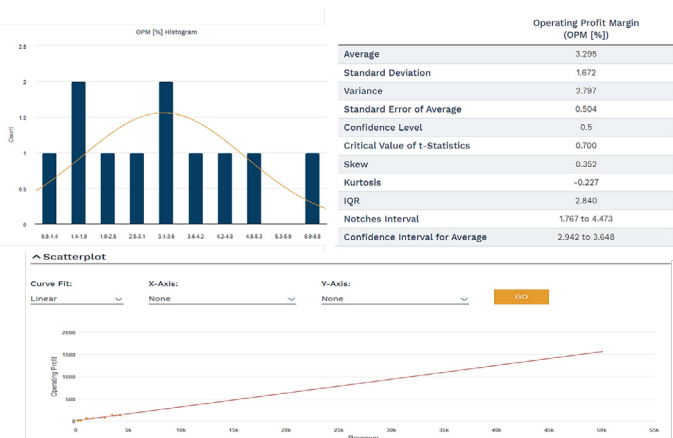 OPM [%] Histogram
2.5
2
1.5
1
0.5
0
Count
0.8-1.4 1.4-1.9 1.9-2.5 2.5-3.1 3.1-3.6 3.6-4.2 4.2-4.8 4.8-5.3 5.3-5.9 5.9-6.5
Operating Profit Margin
(OPM [%])
Average 3.295
Standard Deviation 1.672
Variance 2.797
Standard Error of Average 0.504
Confidence Level 0.5
Critical Value of t-Statistics 0.700
Skew 0.352
Kurtosis -0.227
IQR 2.840
Notches Interval 1.767 to 4.473
Confidence Interval for Average 2.942 to 3.648
Scatterplot
Curve Fit: X-Axis: Y-Axis:
Linear None None GO
2000
1500
1000
500
0
Operating Profit
0 5k 10k 15k 20k 25k 30k 35k 40k 45k 50k 55k
Revenue